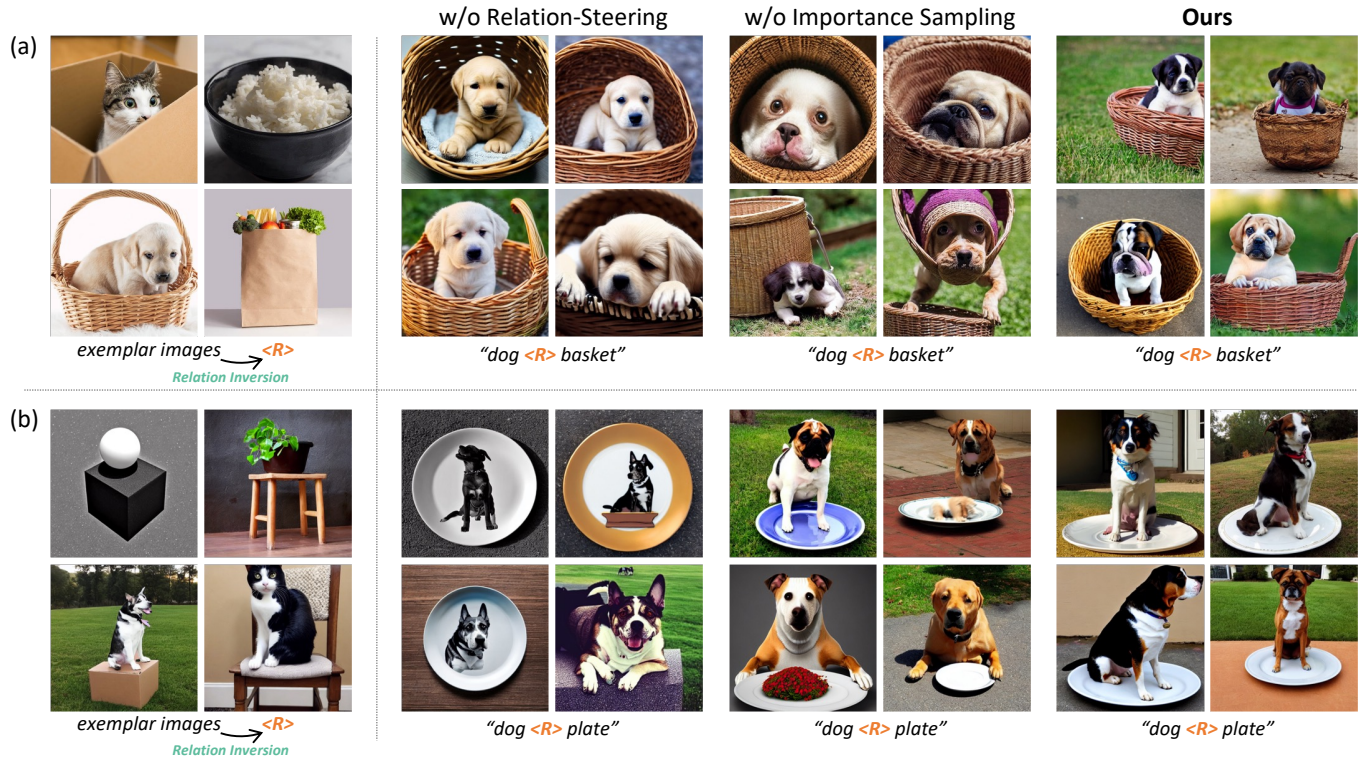 w/o Relation-Steering
w/o Importance Sampling
Ours
(a)
exemplar images <R>
Relation Inversion
“dog <R> basket”
“dog <R> basket”
“dog <R> basket”
(b)
exemplar images <R>
Relation Inversion
“dog <R> plate”
“dog <R> plate”
“dog <R> plate”